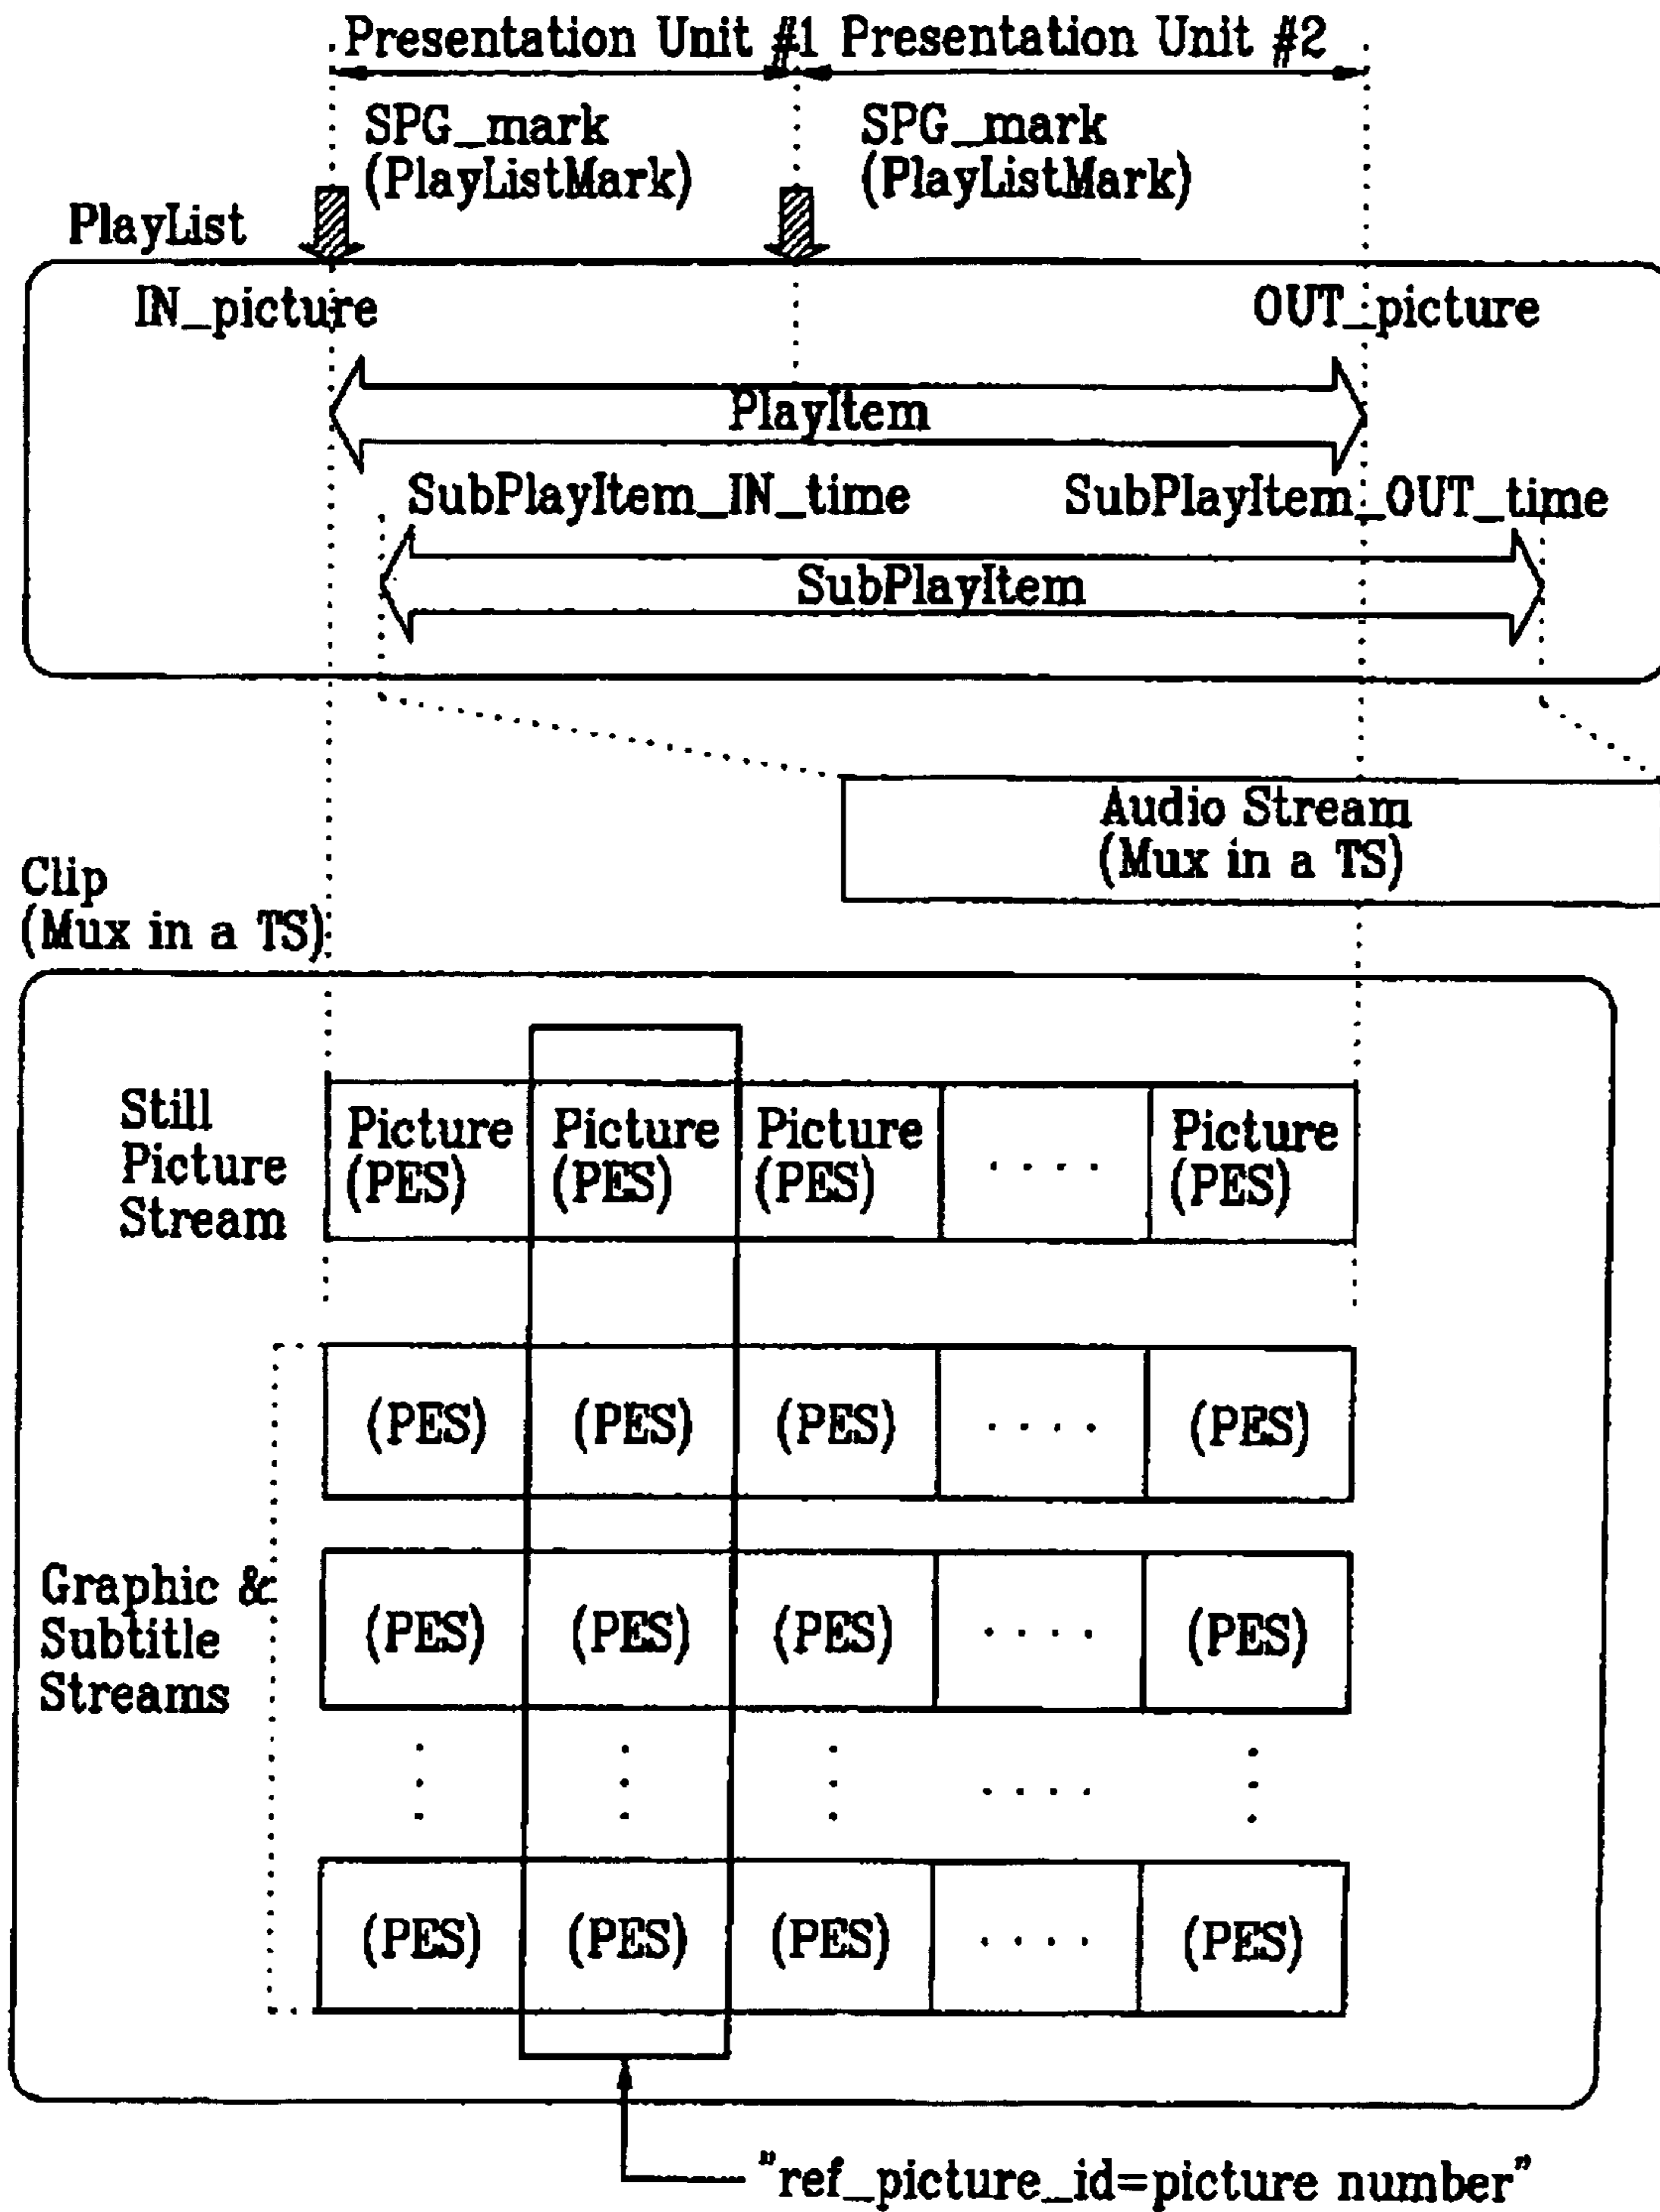 Presentation Unit #1 Presentation Unit #2
SPG_mark
(PlayListMark)
SPG_mark
(PlayListMark)
PlayList
IN_picture
OUT_picture
PlayItem
SubPlayItem_IN_time
SubPlayItem_OUT_time
SubPlayItem
Audio Stream
(Mux in a TS)
Clip
(Mux in a TS)
Still
Picture
Stream
Picture
(PES)
Picture
(PES)
Picture
(PES)
. . . .
Picture
(PES)
(PES) (PES) (PES) . . . . (PES)
Graphic &
Subtitle
Streams
(PES) (PES) (PES) . . . . (PES)
(PES) (PES) (PES) . . . . (PES)
"ref_picture_id=picture number"